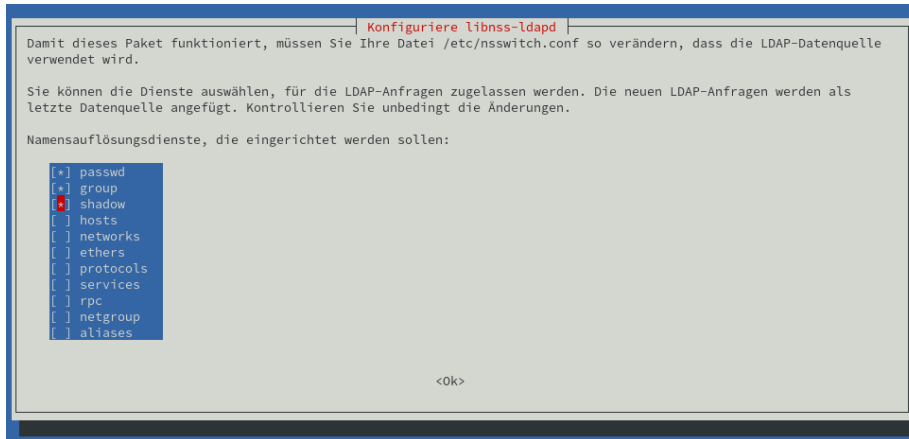 Konfiguriere libnss-ldapd
Damit dieses Paket funktioniert, müssen Sie Ihre Datei /etc/nsswitch.conf so verändern, dass die LDAP-Datenquelle
verwendet wird.
Sie können die Dienste auswählen, für die LDAP-Anfragen zugelassen werden. Die neuen LDAP-Anfragen werden als
letzte Datenquelle angefügt. Kontrollieren Sie unbedingt die Änderungen.
Namensauflösungsdienste, die eingerichtet werden sollen:
[*] passwd
[*] group
[*] shadow
[ ] hosts
[ ] networks
[ ] ethers
[ ] protocols
[ ] services
[ ] rpc
[ ] netgroup
[ ] aliases
<Ok>